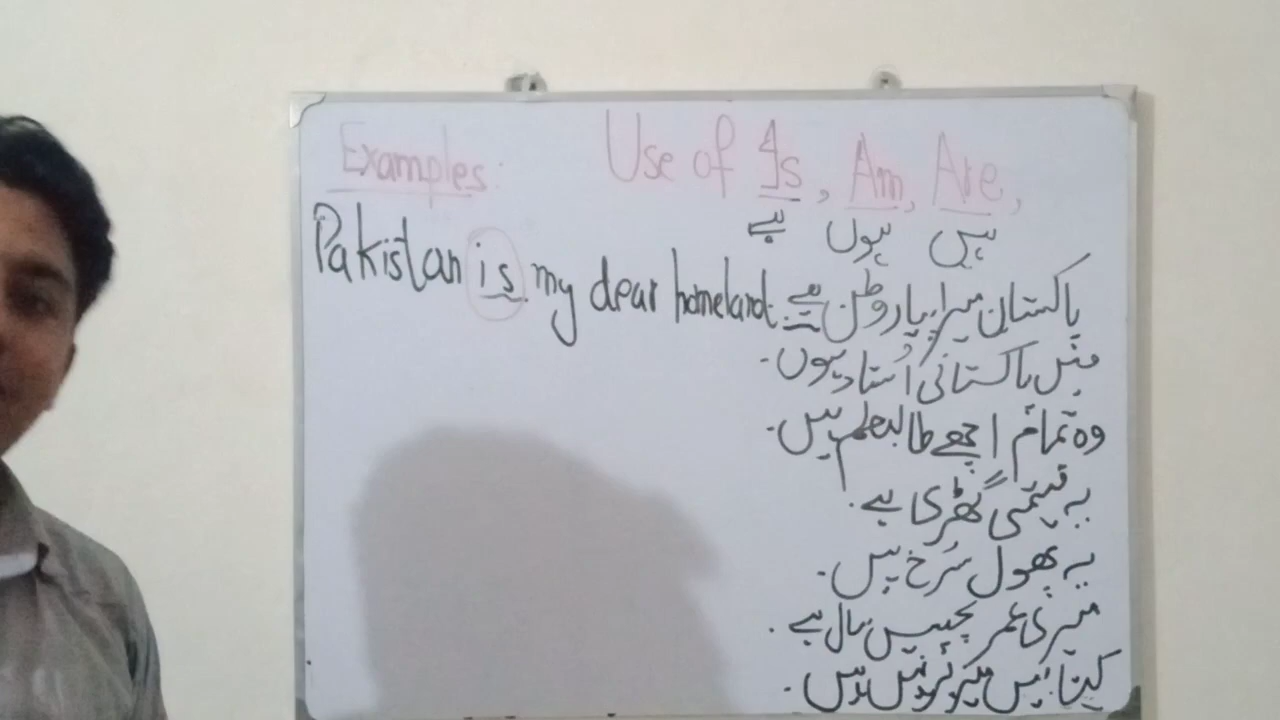 Examples: Use of Is, Am, Are,
ہے ہوں ہیں
Pakistan is my dear homeland. پاکستان میرا پیارا وطن ہے۔
میں پاکستانی اُستاد ہوں۔
وہ تمام اچھے طالبعلم ہیں۔
یہ قیمتی گھڑی ہے۔
یہ پھول سُرخ ہیں۔
میری عمر پچیس سال ہے۔